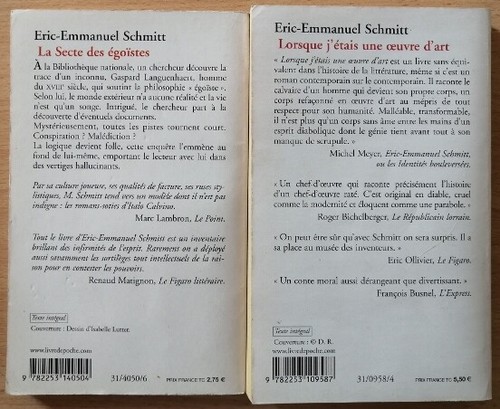 Eric-Emmanuel Schmitt
La Secte des égoïstes
À la Bibliothèque nationale, un chercheur découvre la
trace d'un inconnu, Gaspard Languenhaert, homme
du XVIIIe siècle, qui soutint la philosophie « égoïste ».
Selon lui, le monde extérieur n'a aucune réalité et la vie
n'est qu'un songe. Intrigué, le chercheur part à la
découverte d'éventuels documents.
Mystérieusement, toutes les pistes tournent court.
Conspiration ? Malédiction ?
La logique devient folle, cette enquête l'emmène au
fond de lui-même, emportant le lecteur avec lui dans
des vertiges hallucinants.
Par sa culture joueuse, ses qualités de facture, ses ruses sty-
listiques, M. Schmitt tend vers un modèle dont il n'est pas
indigne : les romans-toiles d'Italo Calvino.
Marc Lambron, Le Point.
Tout le livre d'Eric-Emmanuel Schmitt est un inventaire
brillant des infirmités de l'esprit. Rarement on a déployé
aussi savamment les sortilèges tout intellectuels de la rai-
son pour en contester les pouvoirs.
Renaud Matignon, Le Figaro littéraire.
Texte intégral
Couverture : Dessin d'Isabelle Lutter.
www.livredepoche.com
9 782253 140504
31/4050/6
PRIX FRANCE TC 2,75 €
Eric-Emmanuel Schmitt
Lorsque j'étais une œuvre d'art
« Lorsque j'étais une œuvre d'art est un livre sans équi-
valent dans l'histoire de la littérature, même si c'est un
roman contemporain sur le contemporain. Il raconte le
calvaire d'un homme qui devient son propre corps, un
corps refaçonné en œuvre d'art au mépris de tout
respect pour son humanité. Malléable, transformable,
il n'est plus qu'un corps sans âme entre les mains d'un
esprit diabolique dont le génie tient avant tout à son
manque de scrupule. »
Michel Meyer, Eric-Emmanuel Schmitt,
ou les Identités bouleversées.
« Un chef-d'œuvre qui raconte précisément l'histoire
d'un chef-d'œuvre raté. C'est original en diable, cruel
comme la modernité et éloquent comme une parabole. »
Roger Bichelberger, Le Républicain lorrain.
« On peut être sûr qu'avec Schmitt on sera surpris. Il a
sa place au musée des inventeurs. »
Eric Ollivier, Le Figaro.
« Un conte moral aussi dérangeant que divertissant. »
François Busnel, L'Express.
Texte intégral
Couverture : © D. R.
www.livredepoche.com
9 782253 109587
31/0958/4
PRIX FRANCE TC 5,50 €